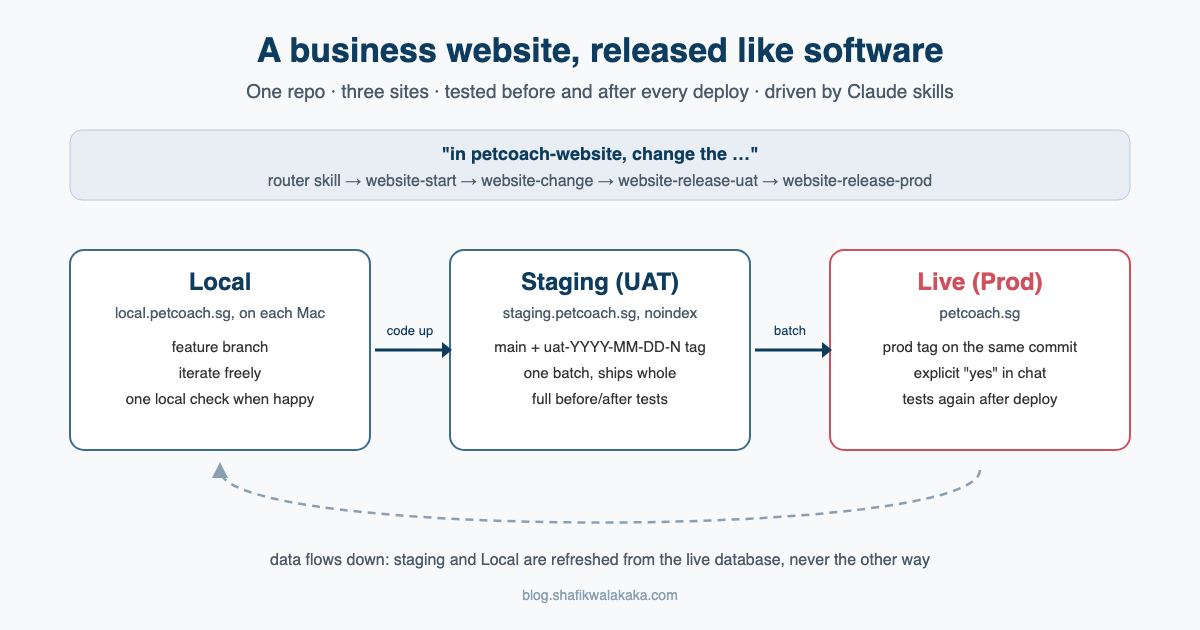 A business website, released like software
One repo · three sites · tested before and after every deploy · driven by Claude skills
"in petcoach-website, change the …"
router skill → website-start → website-change → website-release-uat → website-release-prod
Local
local.petcoach.sg, on each Mac
feature branch
iterate freely
one local check when happy
code up
Staging (UAT)
staging.petcoach.sg, noindex
main + uat-YYYY-MM-DD-N tag
one batch, ships whole
full before/after tests
batch
Live (Prod)
petcoach.sg
prod tag on the same commit
explicit "yes" in chat
tests again after deploy
data flows down: staging and Local are refreshed from the live database, never the other way
blog.shafikwalakaka.com